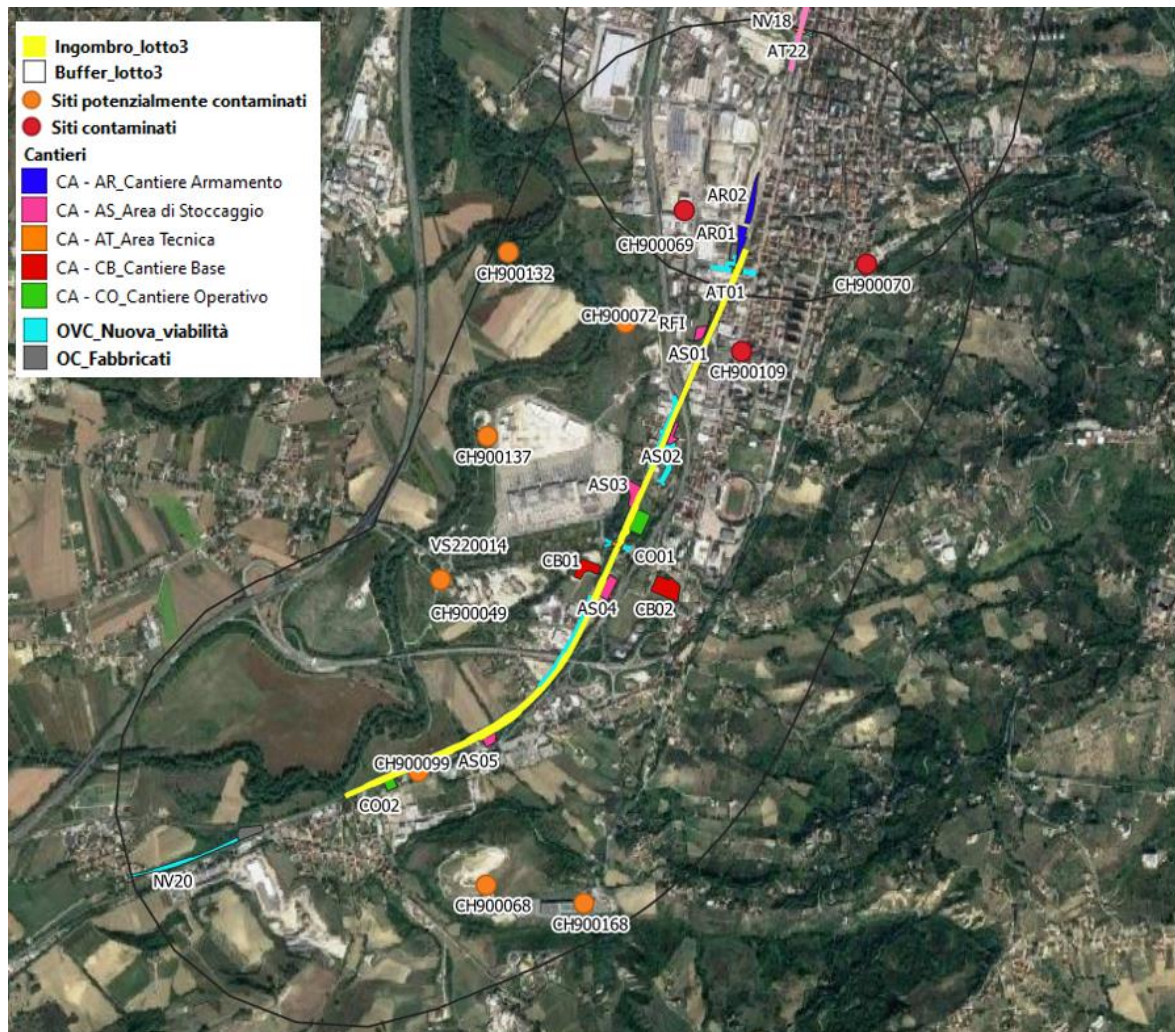 Ingombro_lotto3
Buffer_lotto3
Siti potenzialmente contaminati
Siti contaminati
Cantieri
CA - AR_Cantiere Armamento
CA - AS_Area di Stoccaggio
CA - AT_Area Tecnica
CA - CB_Cantiere Base
CA - CO_Cantiere Operativo
OVC_Nuova_viabilità
OC_Fabbricati
NV18
AT22
AR02
AR01
CH900069
CH900132
CH900070
AT01
CH900072
RFI
AS01
CH900109
CH900137
AS02
AS03
VS220014
CO01
CB01
CH900049
AS04
CB02
CH900099
AS05
CO02
NV20
CH900068
CH900168